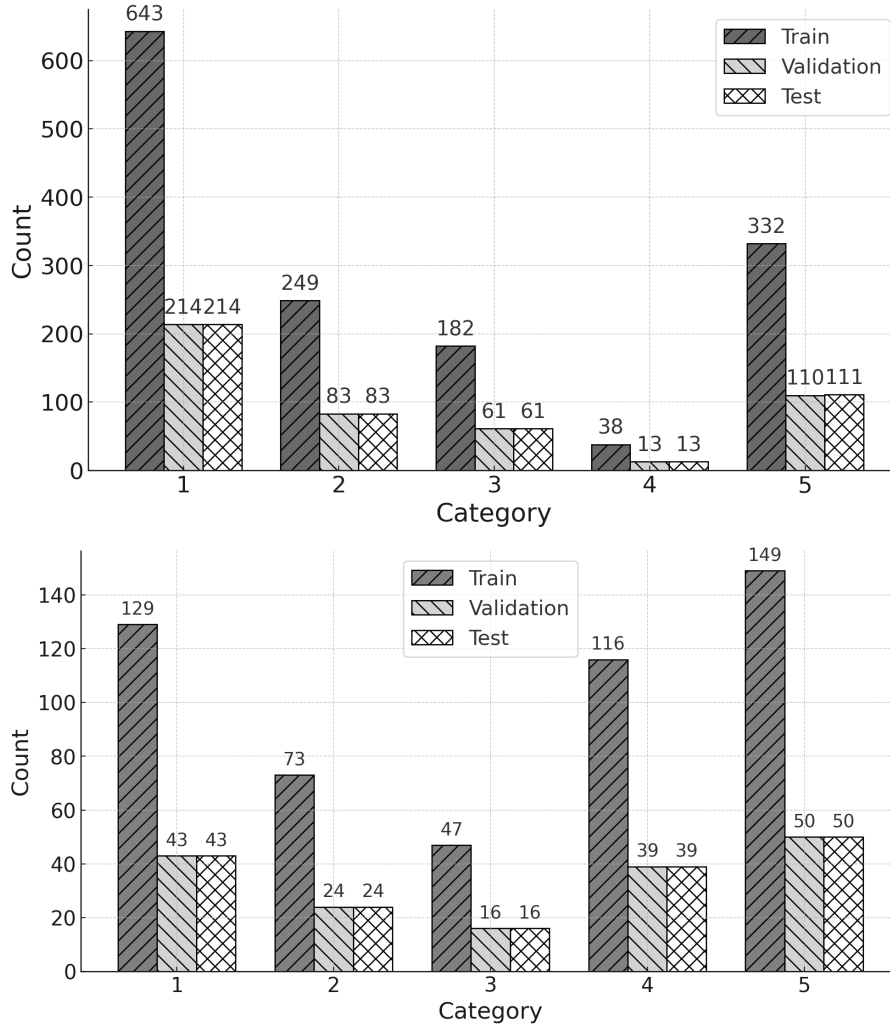 643
600
500
400
300
200
100
0
Count
Train
Validation
Test
214 214
249
83 83
182
61 61
38
13 13
332
110 111
1 2 3 4 5
Category
140
120
100
80
60
40
20
0
Count
Train
Validation
Test
129
43 43
73
24 24
47
16 16
116
39 39
149
50 50
1 2 3 4 5
Category